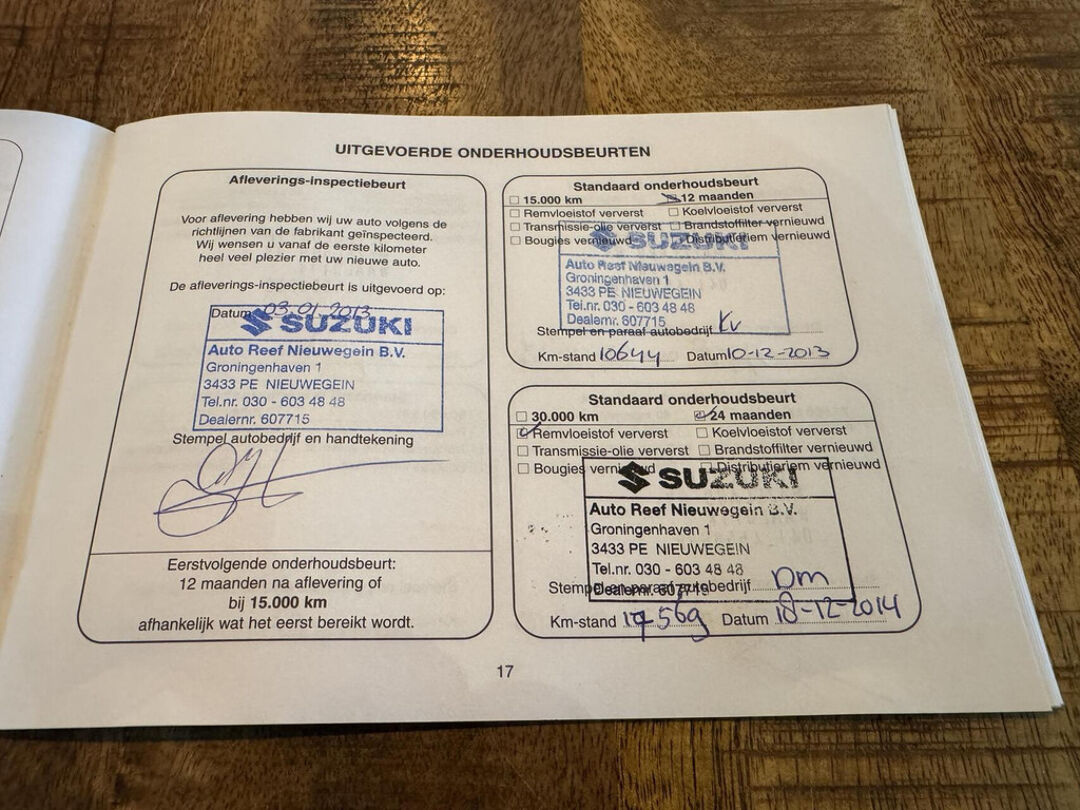 UITGEVOERDE ONDERHOUDSBEURTEN
Afleverings-inspectiebeurt
Voor aflevering hebben wij uw auto volgens de
richtlijnen van de fabrikant geïnspecteerd.
Wij wensen u vanaf de eerste kilometer
heel veel plezier met uw nieuwe auto.
De afleverings-inspectiebeurt is uitgevoerd op:
Datum 03-01-2013
SUZUKI
Auto Reef Nieuwegein B.V.
Groningenhaven 1
3433 PE NIEUWEGEIN
Tel.nr. 030 - 603 48 48
Dealernr. 607715
Stempel autobedrijf en handtekening
Eerstvolgende onderhoudsbeurt:
12 maanden na aflevering of
bij 15.000 km
afhankelijk wat het eerst bereikt wordt.
Standaard onderhoudsbeurt
15.000 km 12 maanden
Remvloeistof ververst Koelvloeistof ververst
Transmissie-olie ververst Brandstoffilter vernieuwd
Bougies vernieuwd Distributieriem vernieuwd
SUZUKI
Auto Reef Nieuwegein B.V.
Groningenhaven 1
3433 PE NIEUWEGEIN
Tel.nr. 030 - 603 48 48
Dealernr. 607715
Stempel en paraaf autobedrijf Kv
Km-stand 10644 Datum 10-12-2013
Standaard onderhoudsbeurt
30.000 km 24 maanden
Remvloeistof ververst Koelvloeistof ververst
Transmissie-olie ververst Brandstoffilter vernieuwd
Bougies vernieuwd Distributieriem vernieuwd
SUZUKI
Auto Reef Nieuwegein B.V.
Groningenhaven 1
3433 PE NIEUWEGEIN
Tel.nr. 030 - 603 48 48
Dealernr. 607715
Stempel en paraaf autobedrijf Dm
Km-stand 17569 Datum 18-12-2014
17